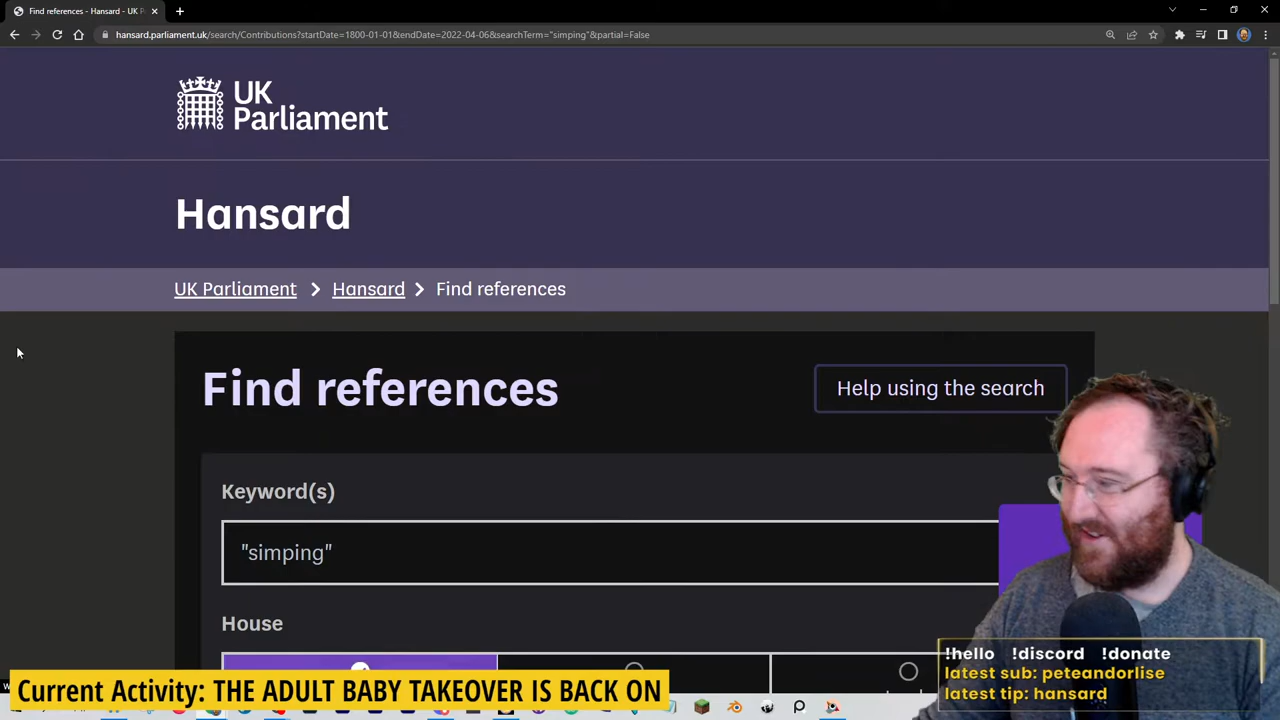 Find references - Hansard - UK P
hansard.parliament.uk/search/Contributions?startDate=1800-01-01&endDate=2022-04-06&searchTerm="simping"&partial=False
UK
Parliament
Hansard
UK Parliament > Hansard > Find references
Find references
Help using the search
Keyword(s)
"simping"
House
!hello !discord !donate
latest sub: peteandorlise
latest tip: hansard
Current Activity: THE ADULT BABY TAKEOVER IS BACK ON